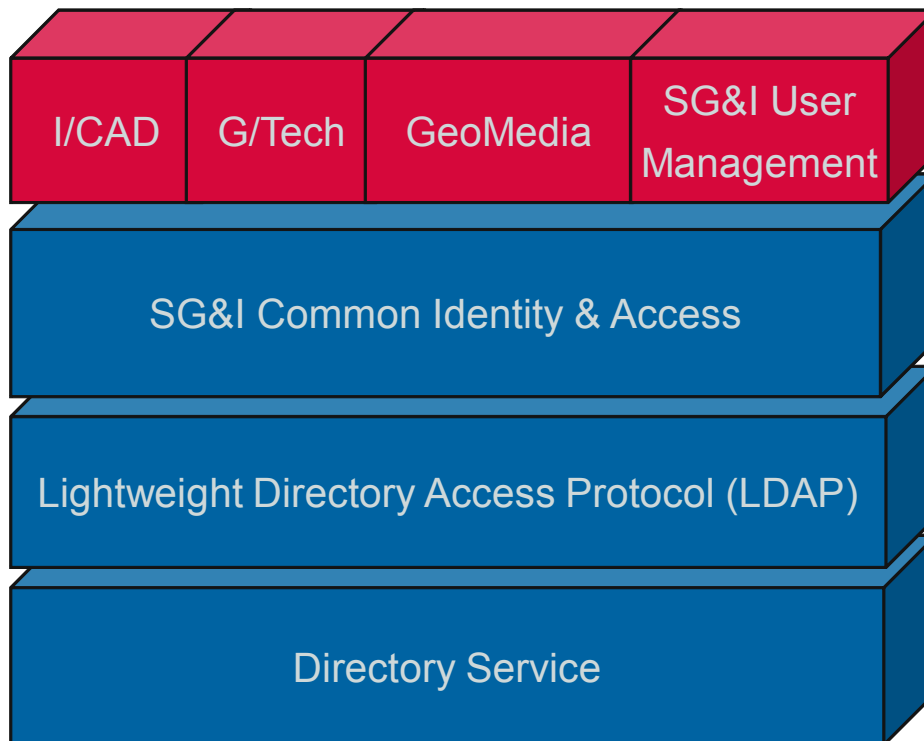 I/CAD
G/Tech
GeoMedia
SG&I User
Management
SG&I Common Identity & Access
Lightweight Directory Access Protocol (LDAP)
Directory Service